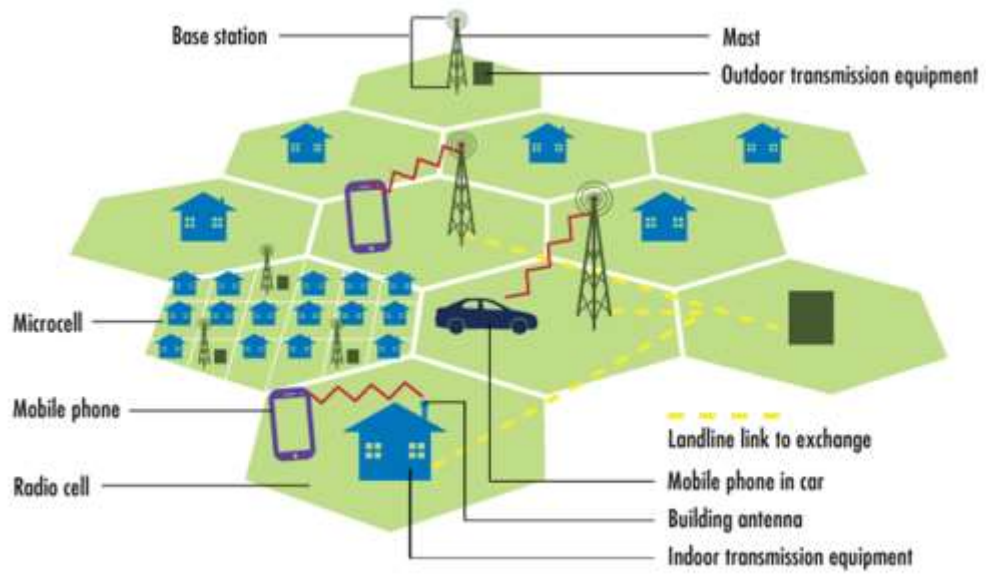 Base station
Mast
Outdoor transmission equipment
Microcell
Mobile phone
Radio cell
Landline link to exchange
Mobile phone in car
Building antenna
Indoor transmission equipment